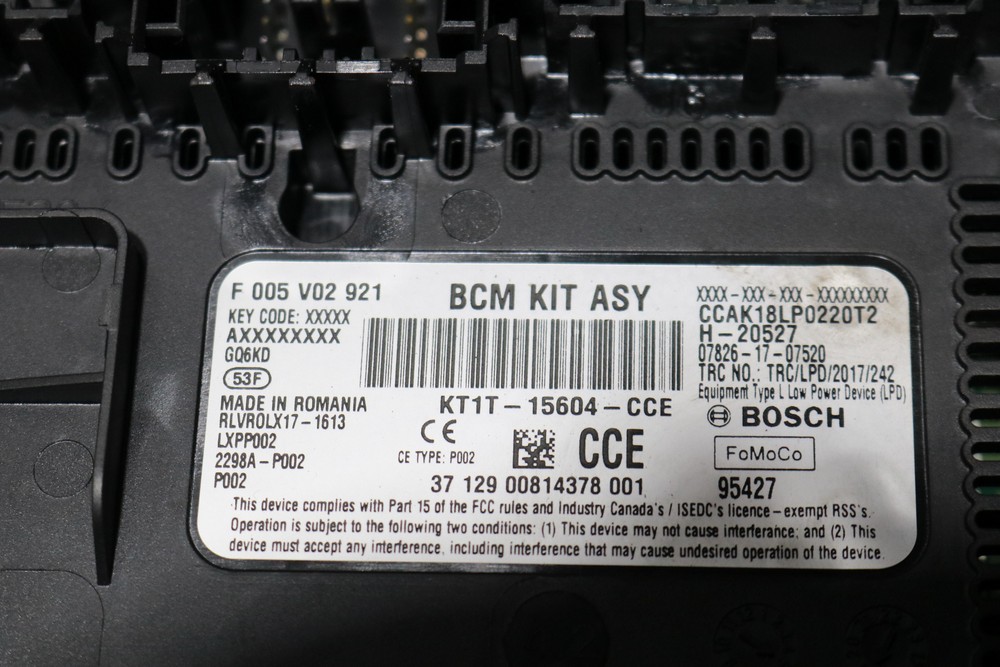 F 005 V02 921
BCM KIT ASY
XXXX-XXX-XXX-XXXXXXXXX
KEY CODE: XXXXX
CCAK18LP0220T2
AXXXXXXXX
H-20527
GQ6KD
07826-17-07520
53F
TRC NO.: TRC/LPD/2017/242
Equipment Type L Low Power Device (LPD)
MADE IN ROMANIA
KT1T-15604-CCE
BOSCH
RLVROLX17-1613
LXPP002
CE
CCE
FoMoCo
2298A-P002
CE TYPE: P002
P002
37 129 00814378 001
95427
This device complies with Part 15 of the FCC rules and Industry Canada's / ISEDC's licence-exempt RSS's.
Operation is subject to the following two conditions: (1) This device may not cause interferance: and (2) This
device must accept any interference, including interference that may cause undesired operation of the device.